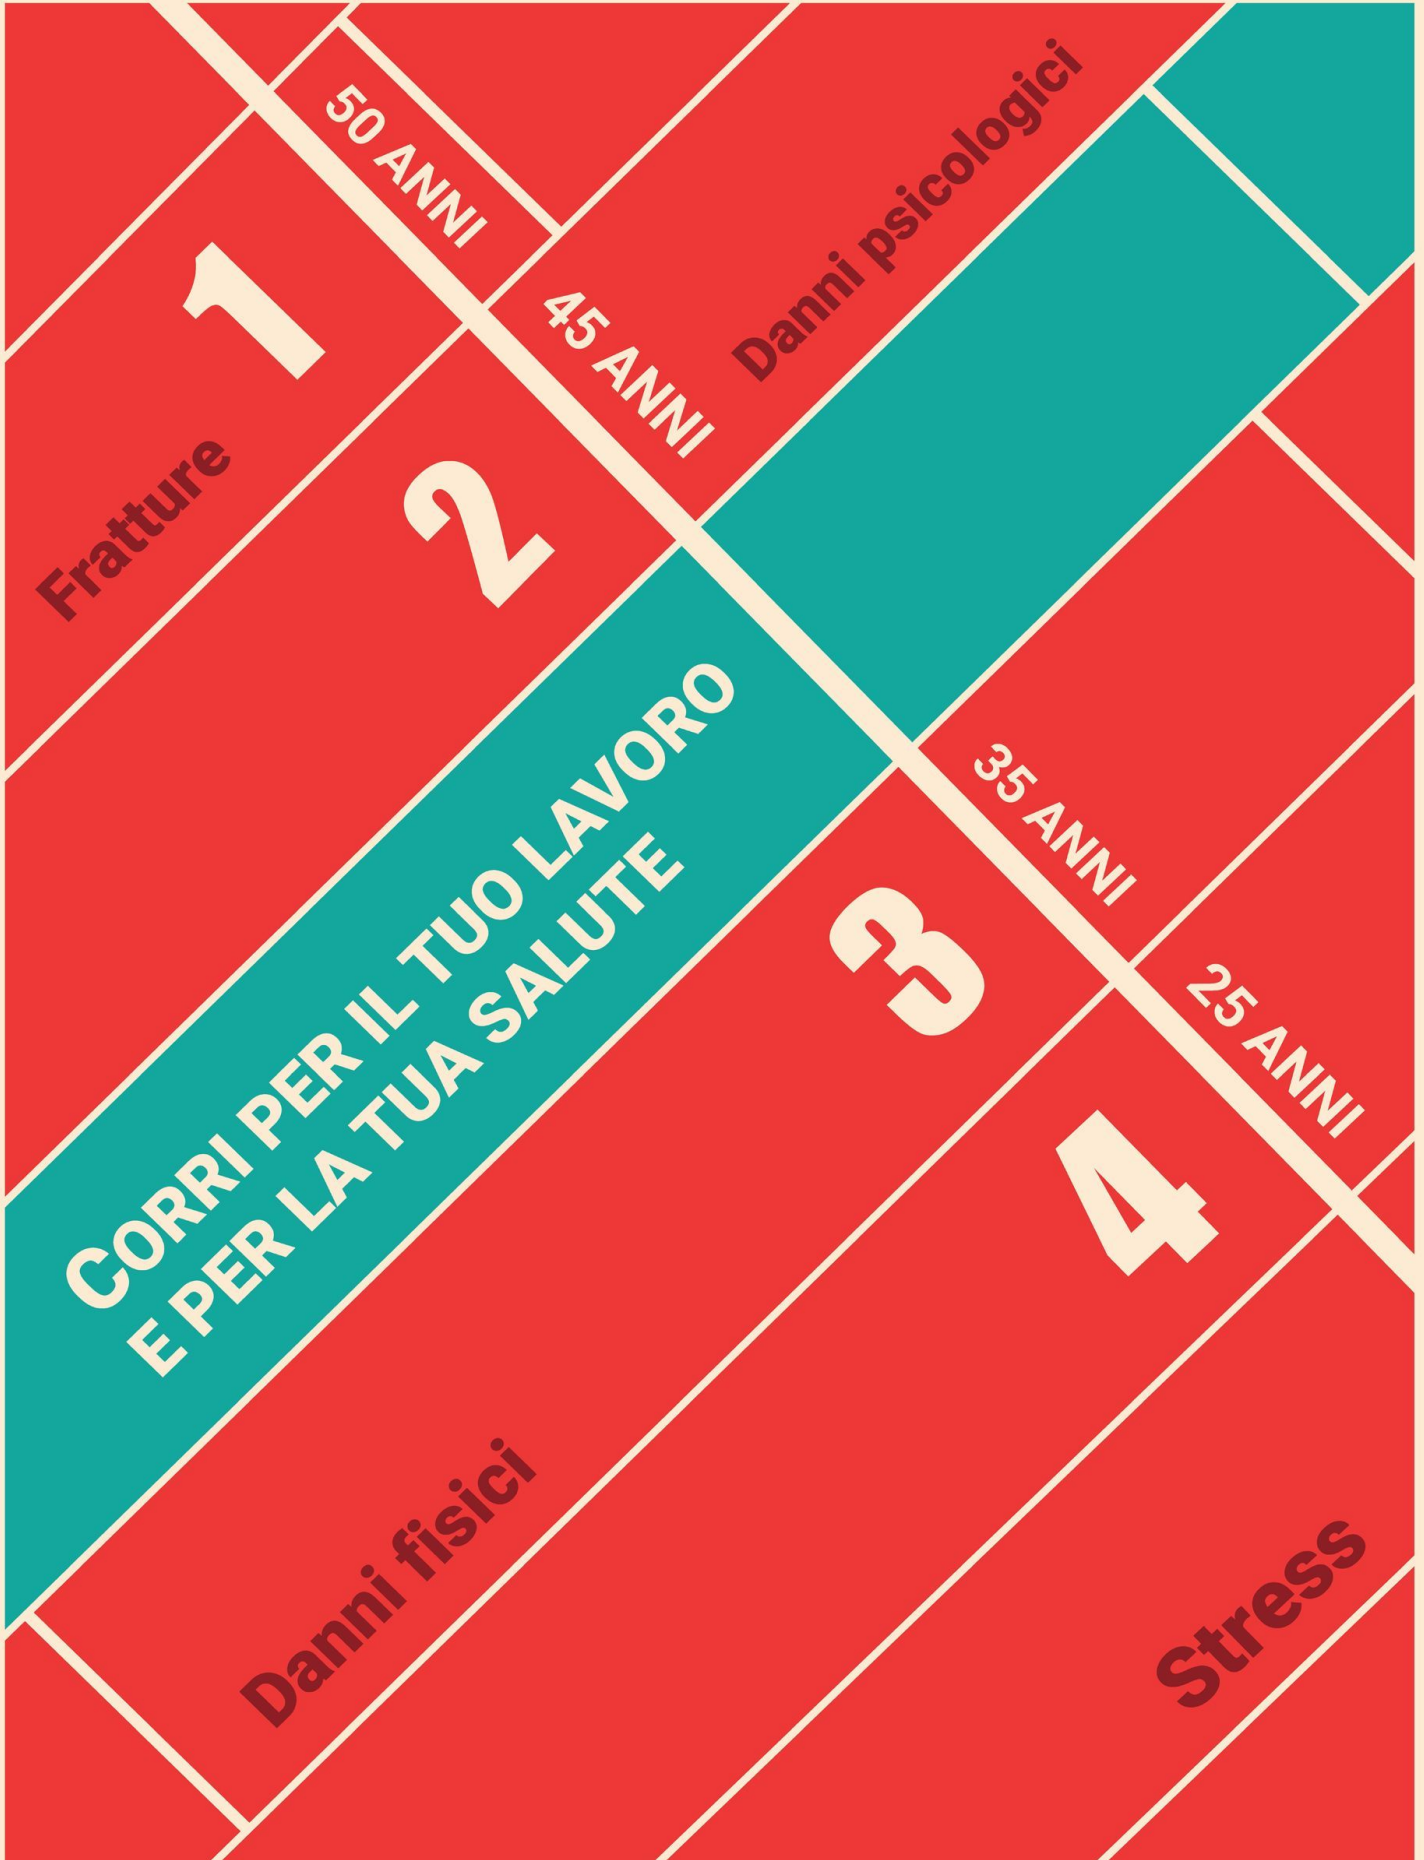 50 ANNI
1
Fratture
45 ANNI
Danni psicologici
2
CORRI PER IL TUO LAVORO
E PER LA TUA SALUTE
35 ANNI
3
Danni fisici
25 ANNI
4
Stress